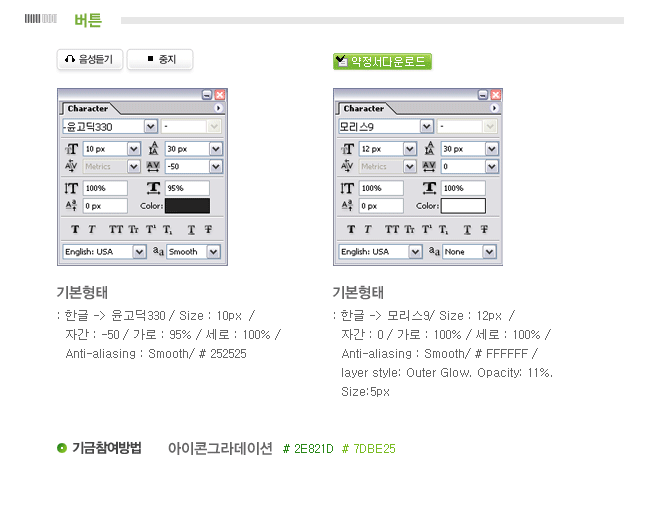 버튼
음성듣기 중지
약정서다운로드
Character
-윤고딕330 -
10 px 30 px
Metrics -50
100% 95%
0 px Color:
T T TT Tr T¹ T₁ T T
English: USA aa Smooth
Character
모리스9 -
12 px 30 px
Metrics 0
100% 100%
0 px Color:
T T TT Tr T¹ T₁ T T
English: USA aa None
기본형태
: 한글 -> 윤고딕330 / Size : 10px /
자간 : -50 / 가로 : 95% / 세로 : 100% /
Anti-aliasing : Smooth/ # 252525
기본형태
: 한글 -> 모리스9/ Size : 12px /
자간 : 0 / 가로 : 100% / 세로 : 100% /
Anti-aliasing : Smooth/ # FFFFFF /
layer style: Outer Glow. Opacity: 11%.
Size:5px
기금참여방법 아이콘그라데이션 # 2E821D # 7DBE25